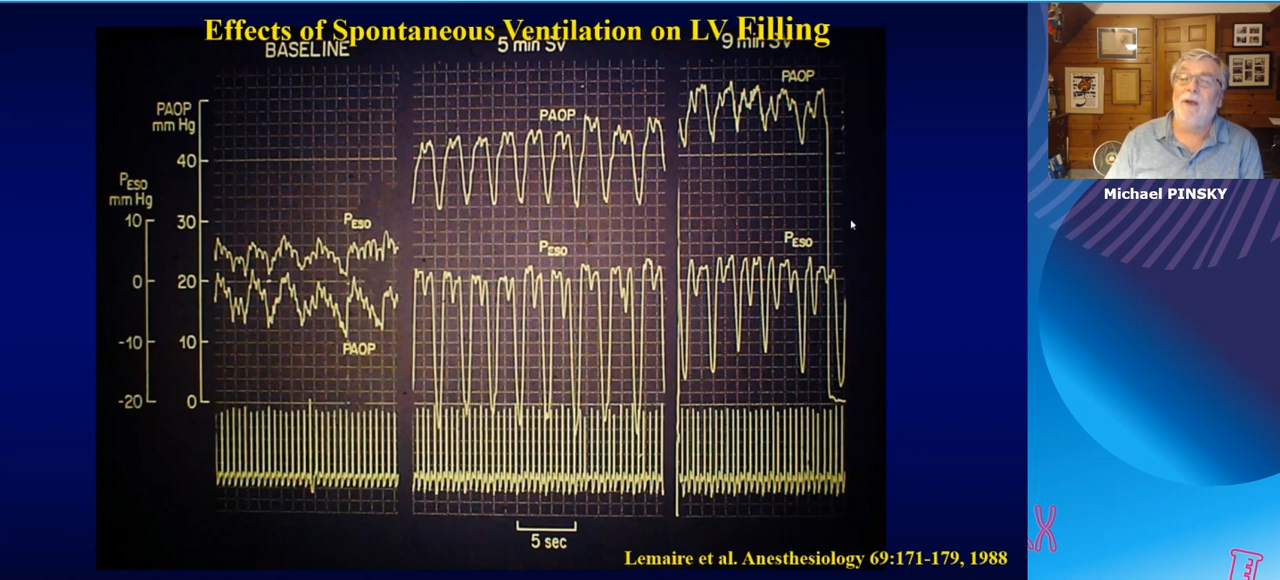 Effects of Spontaneous Ventilation on LV Filling
BASELINE
5 min SV
9 min SV
PAOP
mm Hg
40
30
20
10
0
PESO
mm Hg
10
0
-10
-20
PESO
PAOP
PAOP
PESO
PAOP
PESO
5 sec
Lemaire et al. Anesthesiology 69:171-179, 1988
Michael PINSKY